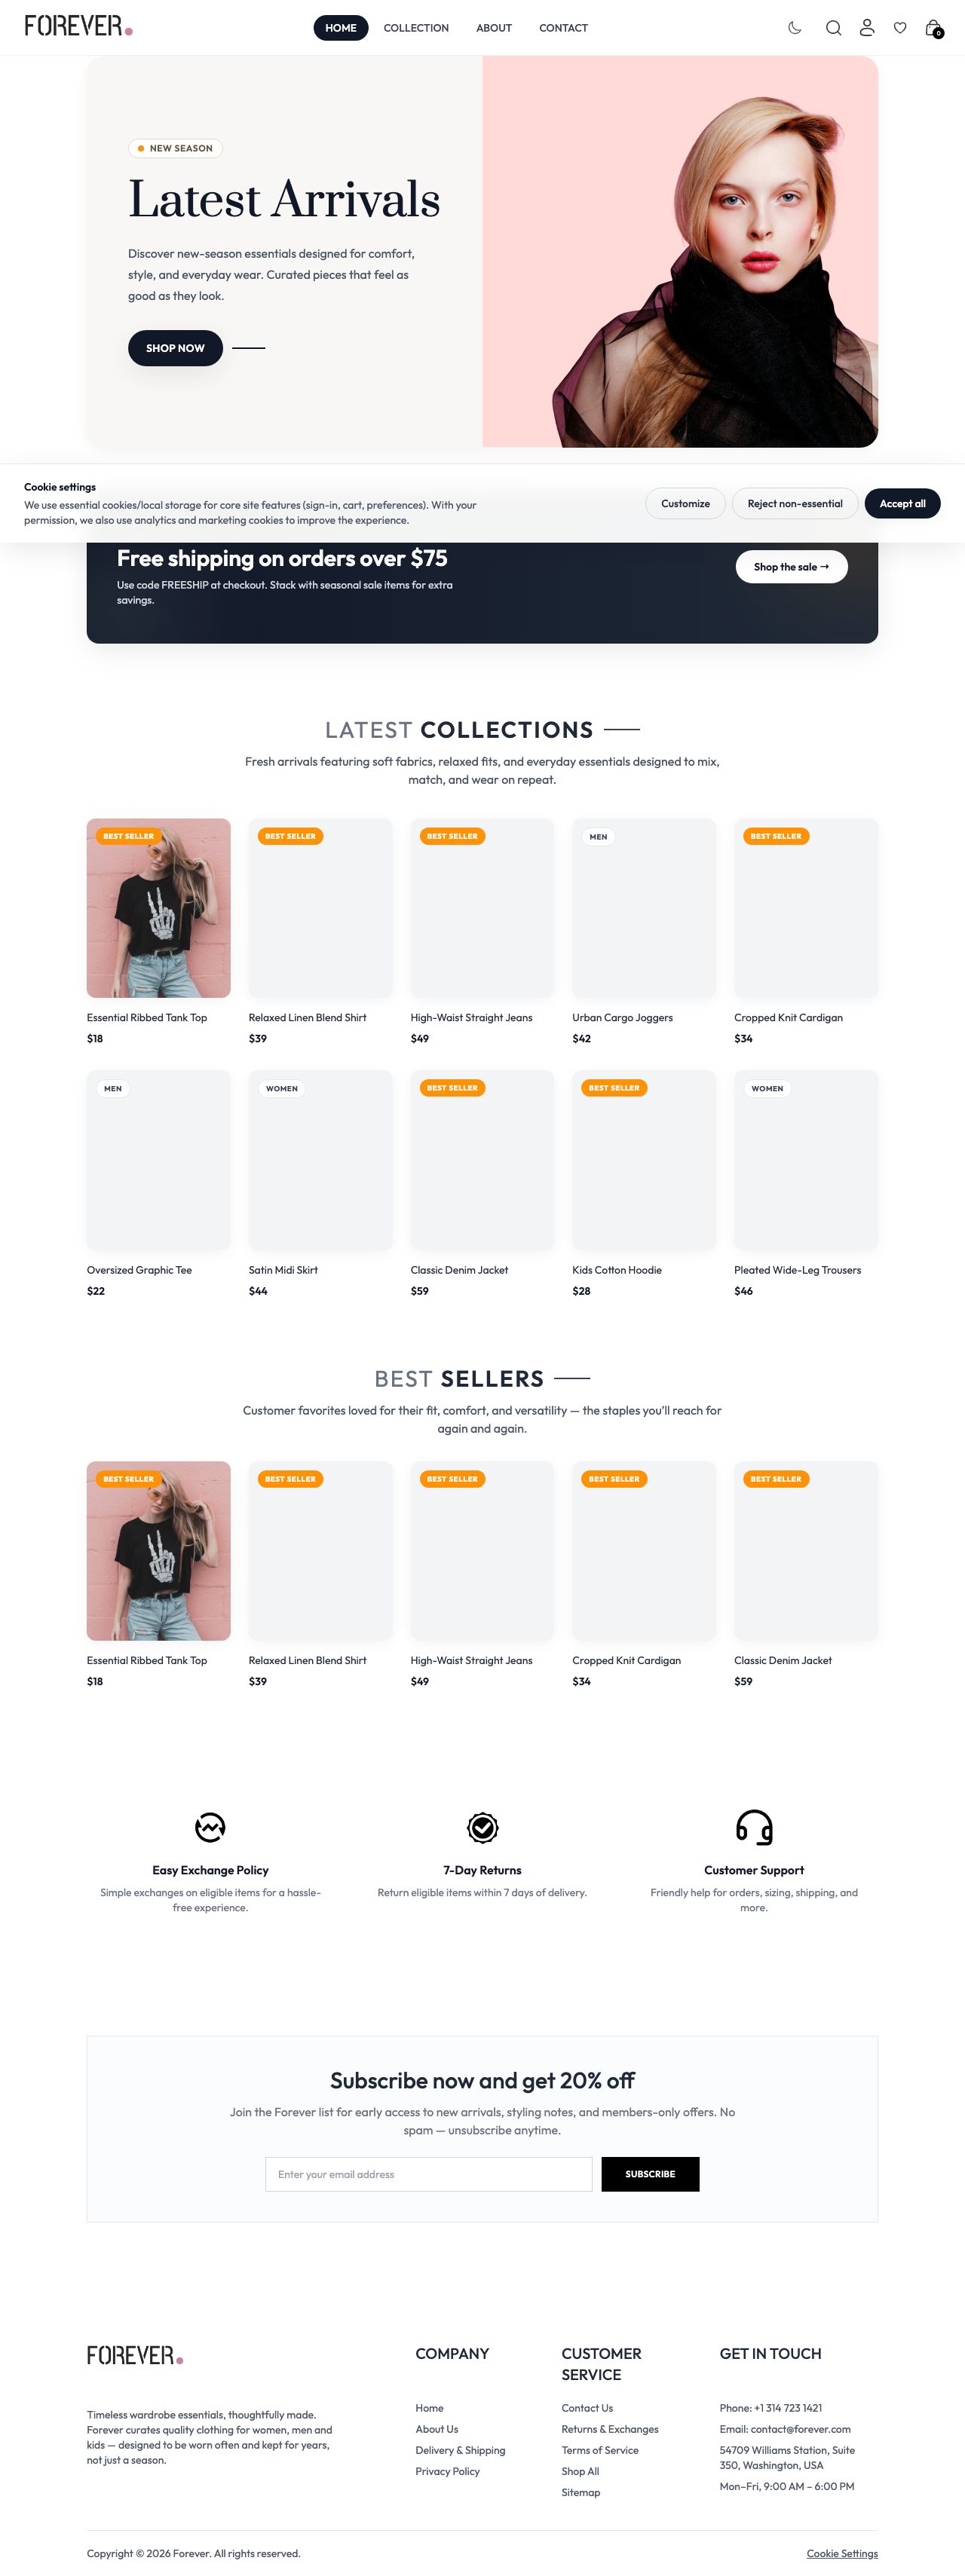 FOREVER.
HOME
COLLECTION
ABOUT
CONTACT
0
NEW SEASON
Latest Arrivals
Discover new-season essentials designed for comfort,
style, and everyday wear. Curated pieces that feel as
good as they look.
SHOP NOW
Cookie settings
We use essential cookies/local storage for core site features (sign-in, cart, preferences). With your
permission, we also use analytics and marketing cookies to improve the experience.
Customize
Reject non-essential
Accept all
Free shipping on orders over $75
Use code FREESHIP at checkout. Stack with seasonal sale items for extra
savings.
Shop the sale →
LATEST COLLECTIONS
Fresh arrivals featuring soft fabrics, relaxed fits, and everyday essentials designed to mix,
match, and wear on repeat.
BEST SELLER
BEST SELLER
BEST SELLER
MEN
BEST SELLER
Essential Ribbed Tank Top
Relaxed Linen Blend Shirt
High-Waist Straight Jeans
Urban Cargo Joggers
Cropped Knit Cardigan
$18
$39
$49
$42
$34
MEN
WOMEN
BEST SELLER
BEST SELLER
WOMEN
Oversized Graphic Tee
Satin Midi Skirt
Classic Denim Jacket
Kids Cotton Hoodie
Pleated Wide-Leg Trousers
$22
$44
$59
$28
$46
BEST SELLERS
Customer favorites loved for their fit, comfort, and versatility — the staples you'll reach for
again and again.
BEST SELLER
BEST SELLER
BEST SELLER
BEST SELLER
BEST SELLER
Essential Ribbed Tank Top
Relaxed Linen Blend Shirt
High-Waist Straight Jeans
Cropped Knit Cardigan
Classic Denim Jacket
$18
$39
$49
$34
$59
Easy Exchange Policy
Simple exchanges on eligible items for a hassle-
free experience.
7-Day Returns
Return eligible items within 7 days of delivery.
Customer Support
Friendly help for orders, sizing, shipping, and
more.
Subscribe now and get 20% off
Join the Forever list for early access to new arrivals, styling notes, and members-only offers. No
spam — unsubscribe anytime.
Enter your email address
SUBSCRIBE
FOREVER.
Timeless wardrobe essentials, thoughtfully made.
Forever curates quality clothing for women, men and
kids — designed to be worn often and kept for years,
not just a season.
COMPANY
Home
About Us
Delivery & Shipping
Privacy Policy
CUSTOMER
SERVICE
Contact Us
Returns & Exchanges
Terms of Service
Shop All
Sitemap
GET IN TOUCH
Phone: +1 314 723 1421
Email: contact@forever.com
54709 Williams Station, Suite
350, Washington, USA
Mon–Fri, 9:00 AM – 6:00 PM
Copyright © 2026 Forever. All rights reserved.
Cookie Settings